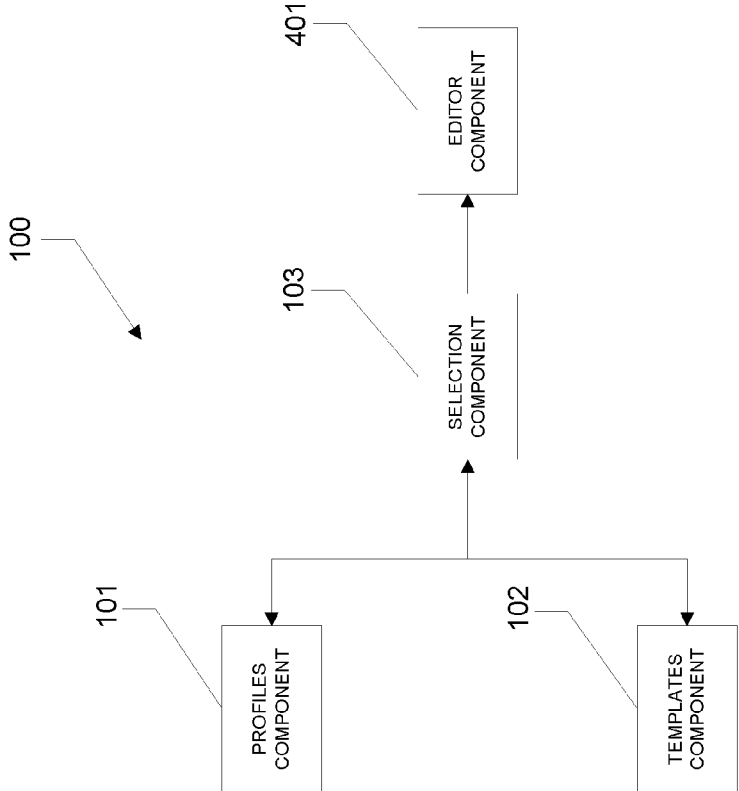 100
101
PROFILES
COMPONENT
102
TEMPLATES
COMPONENT
103
SELECTION
COMPONENT
401
EDITOR
COMPONENT